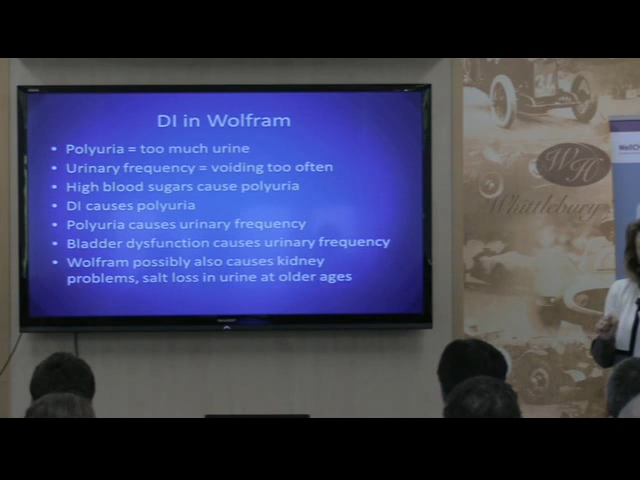 DI in Wolfram
• Polyuria = too much urine
• Urinary frequency = voiding too often
• High blood sugars cause polyuria
• DI causes polyuria
• Polyuria causes urinary frequency
• Bladder dysfunction causes urinary frequency
• Wolfram possibly also causes kidney
problems, salt loss in urine at older ages
WH
Whittlebury